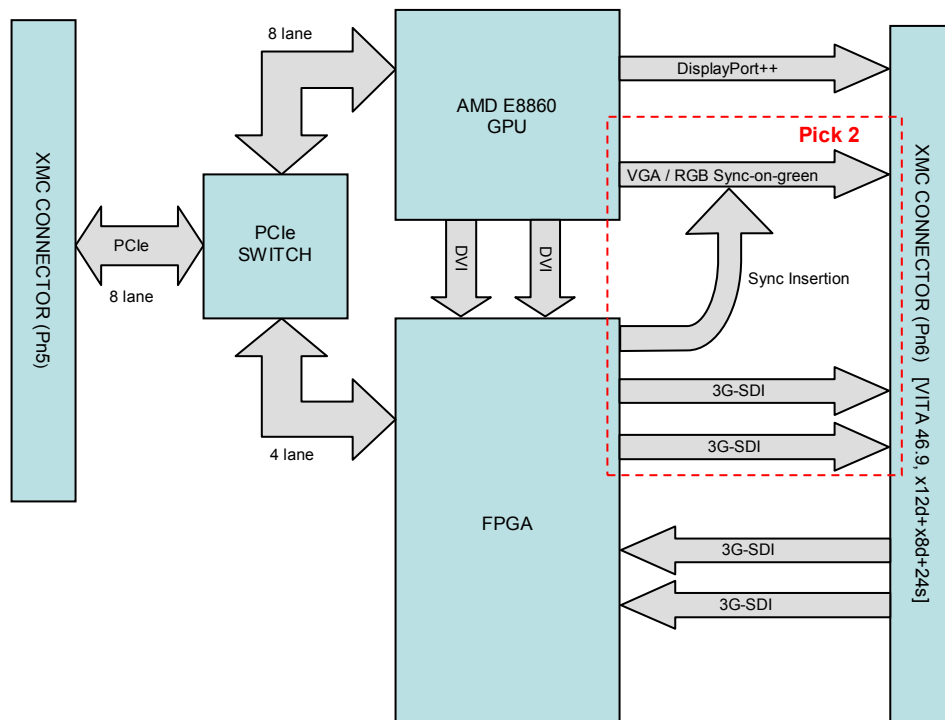 XMC CONNECTOR (Pn5)
PCIe
8 lane
8 lane
PCIe
SWITCH
4 lane
AMD E8860
GPU
DVI
DVI
FPGA
DisplayPort++
Pick 2
VGA / RGB Sync-on-green
Sync Insertion
3G-SDI
3G-SDI
3G-SDI
3G-SDI
XMC CONNECTOR (Pn6) [VITA 46.9, x12d+x8d+24s]